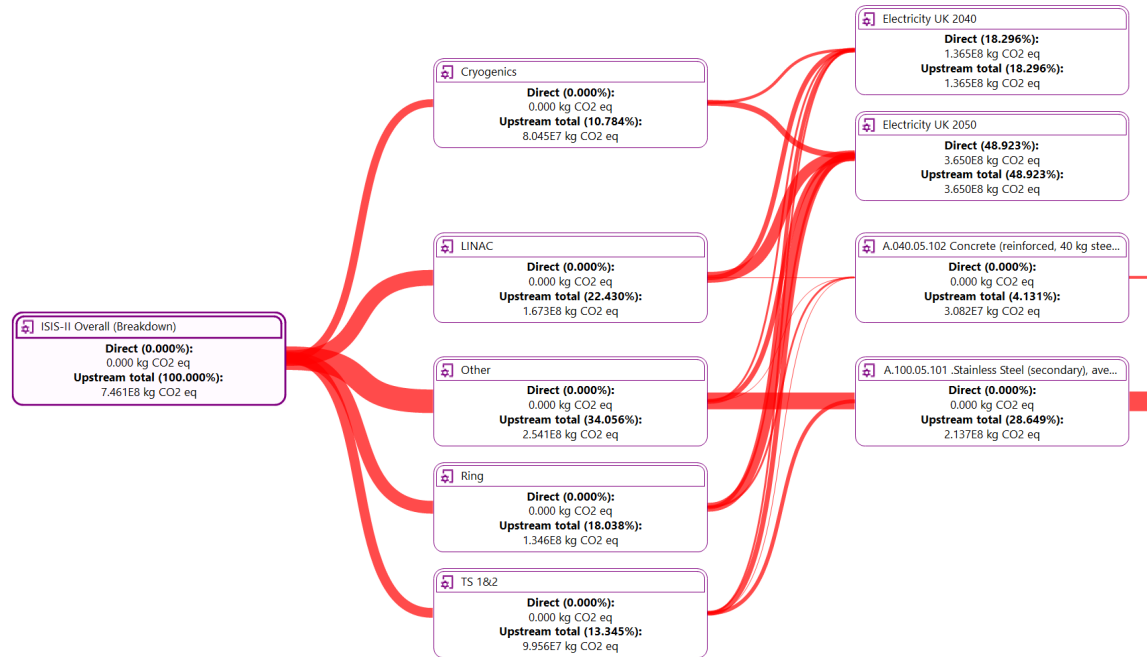 ISIS-II Overall (Breakdown)
Direct (0.000%):
0.000 kg CO2 eq
Upstream total (100.000%):
7.461E8 kg CO2 eq
Cryogenics
Direct (0.000%):
0.000 kg CO2 eq
Upstream total (10.784%):
8.045E7 kg CO2 eq
LINAC
Direct (0.000%):
0.000 kg CO2 eq
Upstream total (22.430%):
1.673E8 kg CO2 eq
Other
Direct (0.000%):
0.000 kg CO2 eq
Upstream total (34.056%):
2.541E8 kg CO2 eq
Ring
Direct (0.000%):
0.000 kg CO2 eq
Upstream total (18.038%):
1.346E8 kg CO2 eq
TS 1&2
Direct (0.000%):
0.000 kg CO2 eq
Upstream total (13.345%):
9.956E7 kg CO2 eq
Electricity UK 2040
Direct (18.296%):
1.365E8 kg CO2 eq
Upstream total (18.296%):
1.365E8 kg CO2 eq
Electricity UK 2050
Direct (48.923%):
3.650E8 kg CO2 eq
Upstream total (48.923%):
3.650E8 kg CO2 eq
A.040.05.102 Concrete (reinforced, 40 kg stee...
Direct (0.000%):
0.000 kg CO2 eq
Upstream total (4.131%):
3.082E7 kg CO2 eq
A.100.05.101 .Stainless Steel (secondary), ave...
Direct (0.000%):
0.000 kg CO2 eq
Upstream total (28.649%):
2.137E8 kg CO2 eq